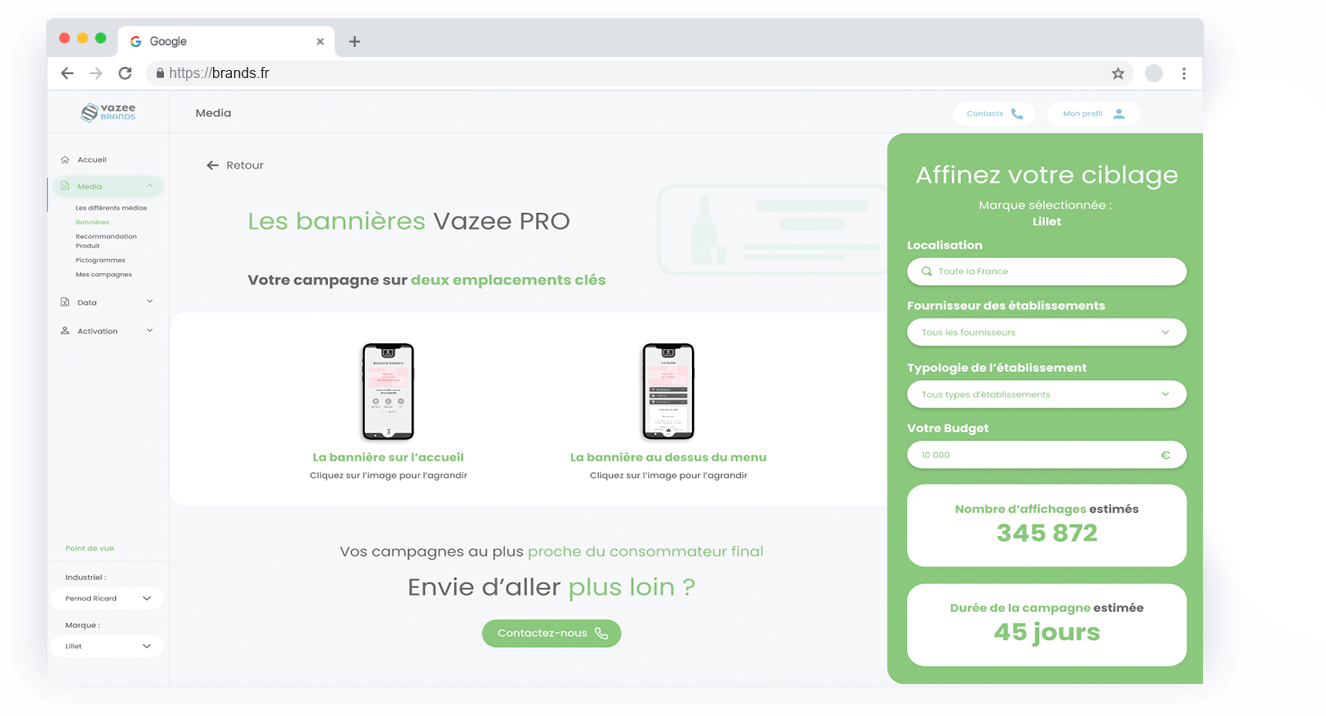 Google
https://brands.fr
vazee
BRANDS
Media
Contacts
Mon profil
Accueil
Media
Les différents médias
Bannières
Recommandation
Produit
Pictogrammes
Mes campagnes
Data
Activation
Point de vue
Industriel :
Pernod Ricard
Marque :
Lillet
Retour
Les bannières Vazee PRO
Votre campagne sur deux emplacements clés
La Carte
La bannière sur l'accueil
Cliquez sur l'image pour l'agrandir
La bannière au dessus du menu
Cliquez sur l'image pour l'agrandir
Vos campagnes au plus proche du consommateur final
Envie d'aller plus loin ?
Contactez-nous
Affinez votre ciblage
Marque sélectionnée :
Lillet
Localisation
Toute la France
Fournisseur des établissements
Tous les fournisseurs
Typologie de l'établissement
Tous types d'établissements
Votre Budget
10 000 €
Nombre d'affichages estimés
345 872
Durée de la campagne estimée
45 jours